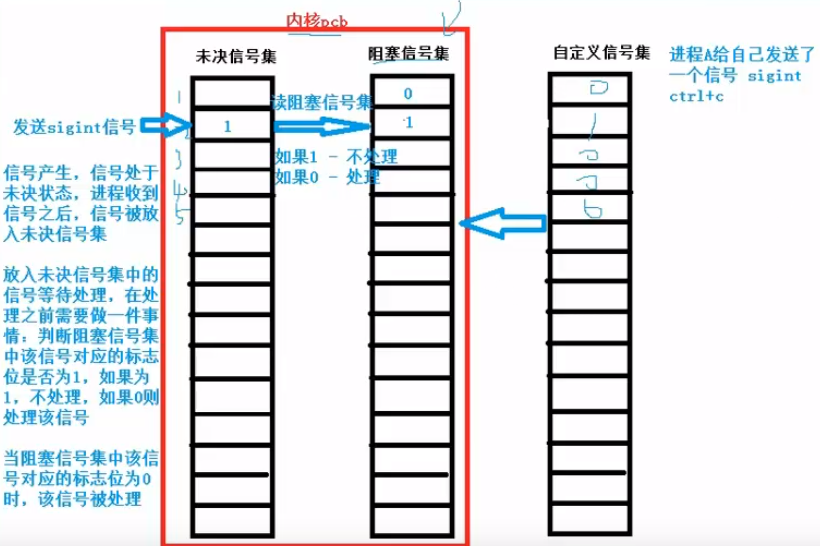 内核pcb
未决信号集
阻塞信号集
自定义信号集
进程A给自己发送了
一个信号 sigint
ctrl+c
1
0
0
发送sigint信号
1
读阻塞信号集
1
1
3
如果1 - 不处理
0
如果0 - 处理
4
0
5
0
信号产生，信号处于
未决状态，进程收到
信号之后，信号被放
入未决信号集
放入未决信号集中的
信号等待处理，在处
理之前需要做一件事
情：判断阻塞信号集
中该信号对应的标志
位是否为1，如果为
1，不处理，如果0则
处理该信号
当阻塞信号集中该信
号对应的标志位为0
时，该信号被处理